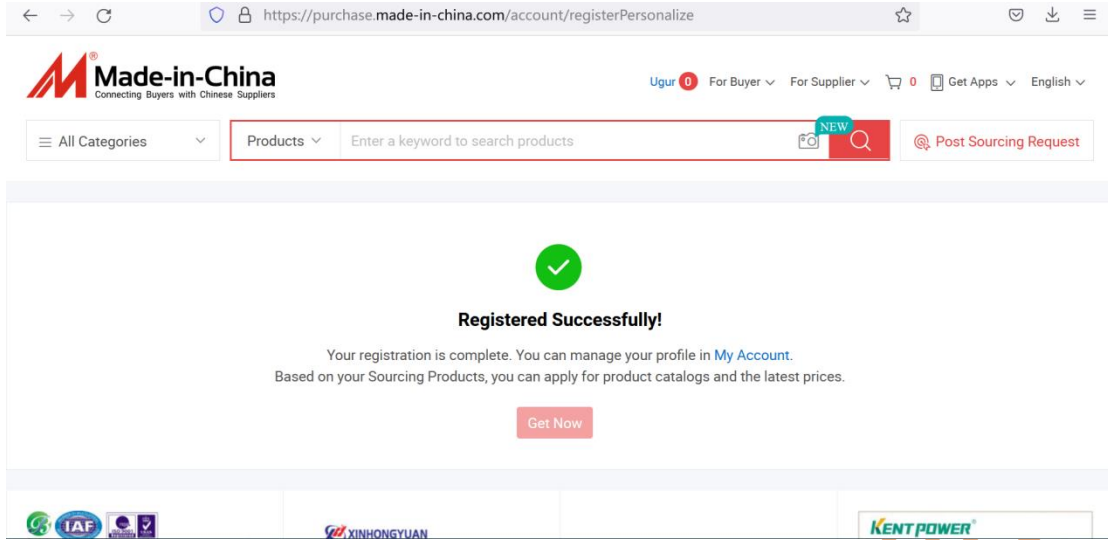 https://purchase.made-in-china.com/account/registerPersonalize
Made-in-China
®
Connecting Buyers with Chinese Suppliers
Ugur 0 For Buyer For Supplier 0 Get Apps English
All Categories Products Enter a keyword to search products NEW Post Sourcing Request
Registered Successfully!
Your registration is complete. You can manage your profile in My Account.
Based on your Sourcing Products, you can apply for product catalogs and the latest prices.
Get Now
IAF
XINHONGYUAN
KENTPOWER®